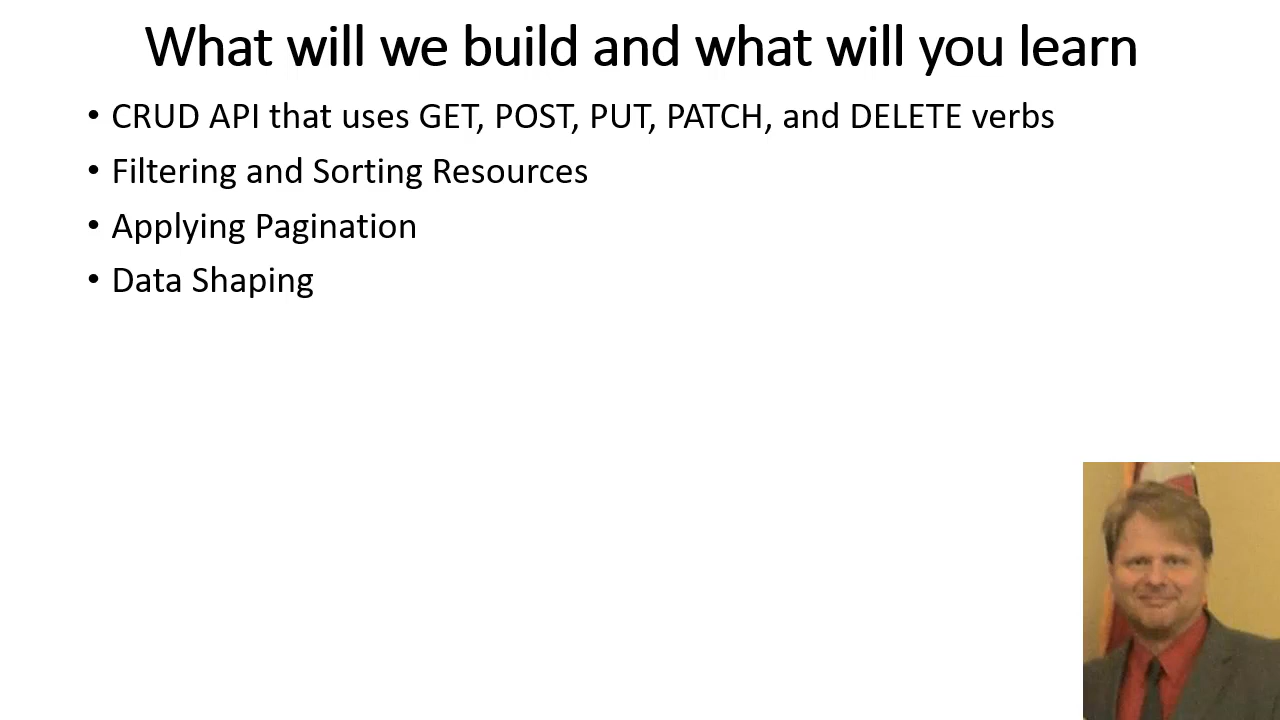 What will we build and what will you learn
• CRUD API that uses GET, POST, PUT, PATCH, and DELETE verbs
• Filtering and Sorting Resources
• Applying Pagination
• Data Shaping